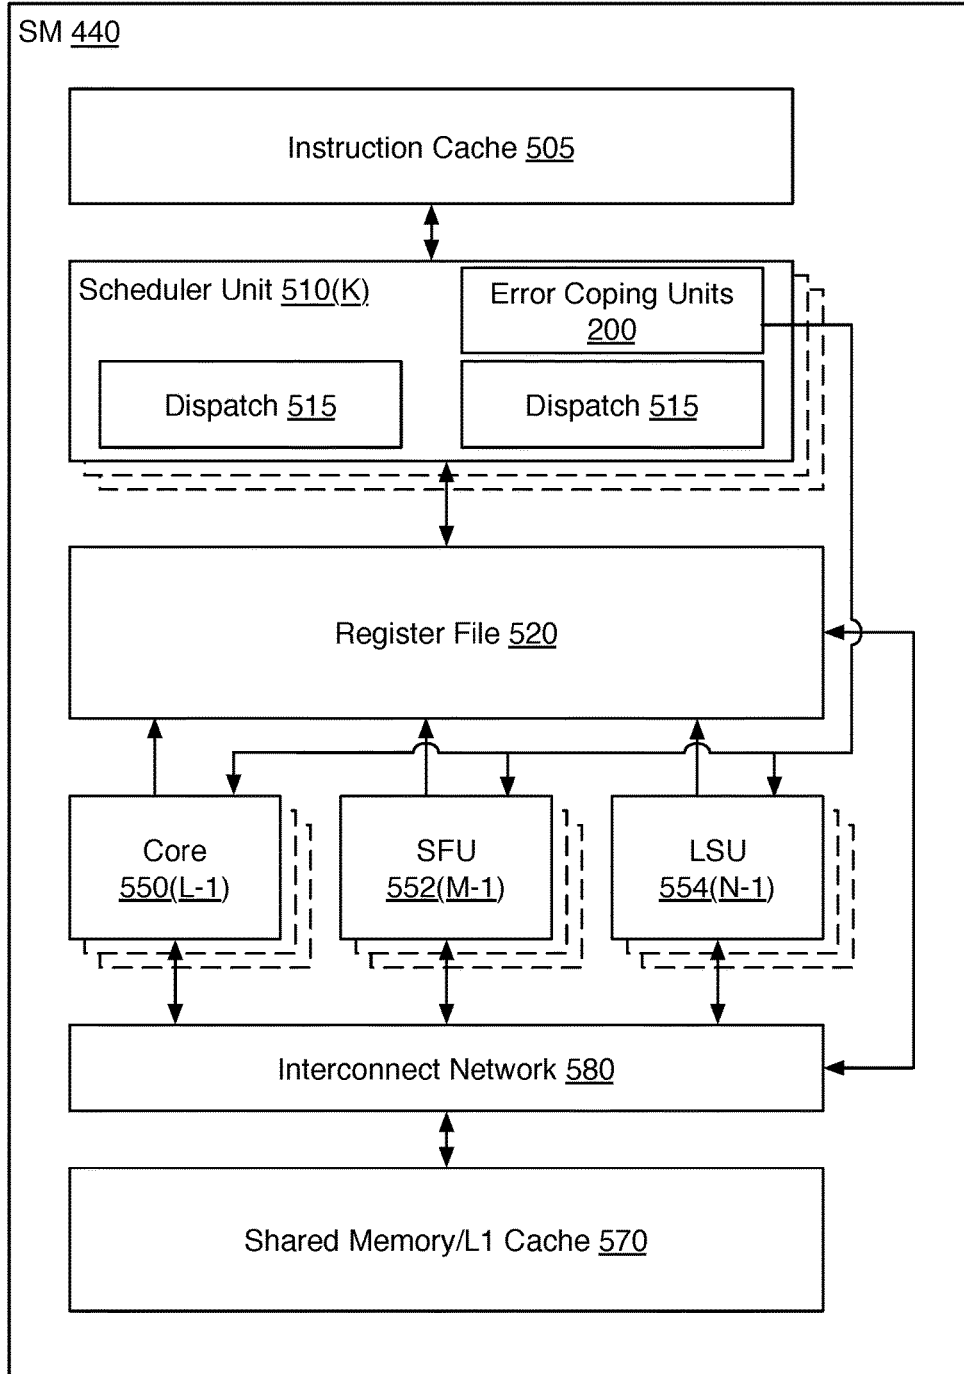 SM 440
Instruction Cache 505
Scheduler Unit 510(K)
Error Coping Units
200
Dispatch 515
Dispatch 515
Register File 520
Core
550(L-1)
SFU
552(M-1)
LSU
554(N-1)
Interconnect Network 580
Shared Memory/L1 Cache 570